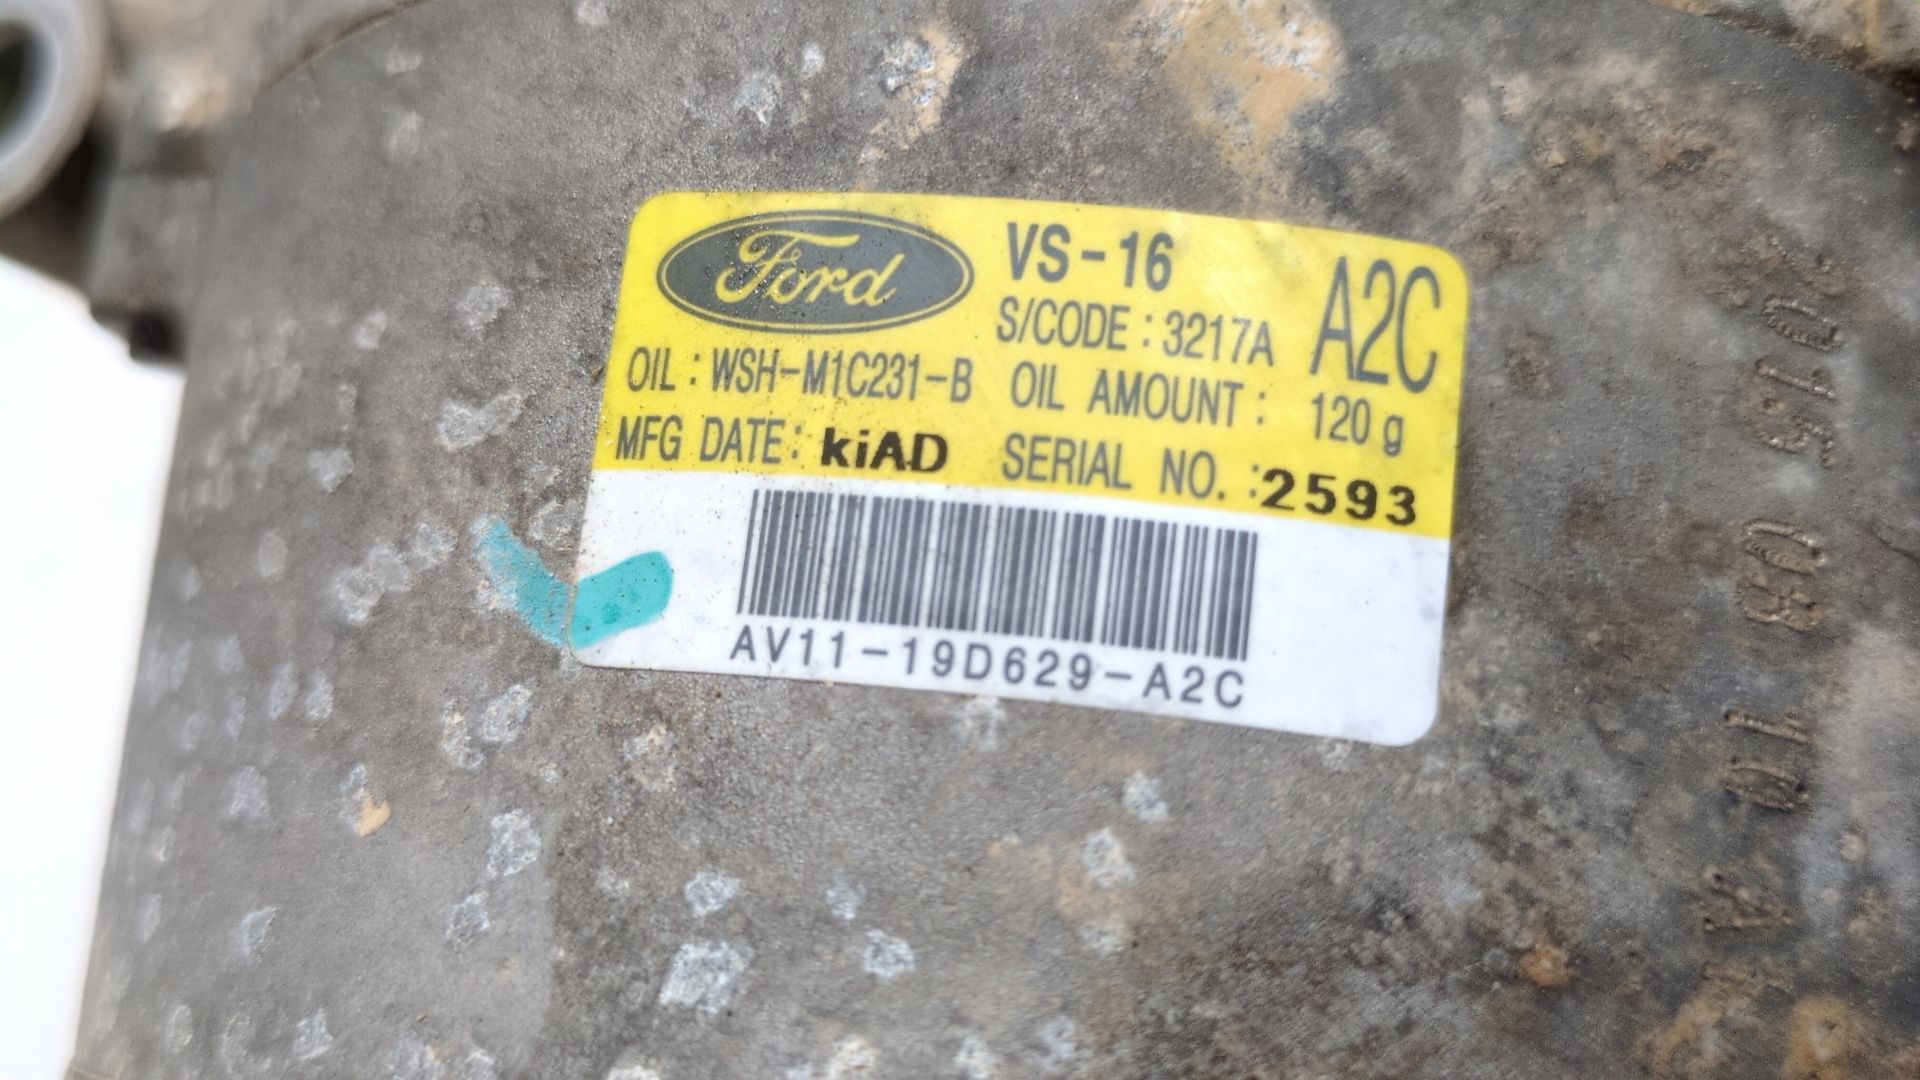 Ford VS-16 A2C
S/CODE : 3217A
OIL : WSH-M1C231-B OIL AMOUNT : 120 g
MFG DATE : kiAD SERIAL NO. : 2593
AV11-19D629-A2C